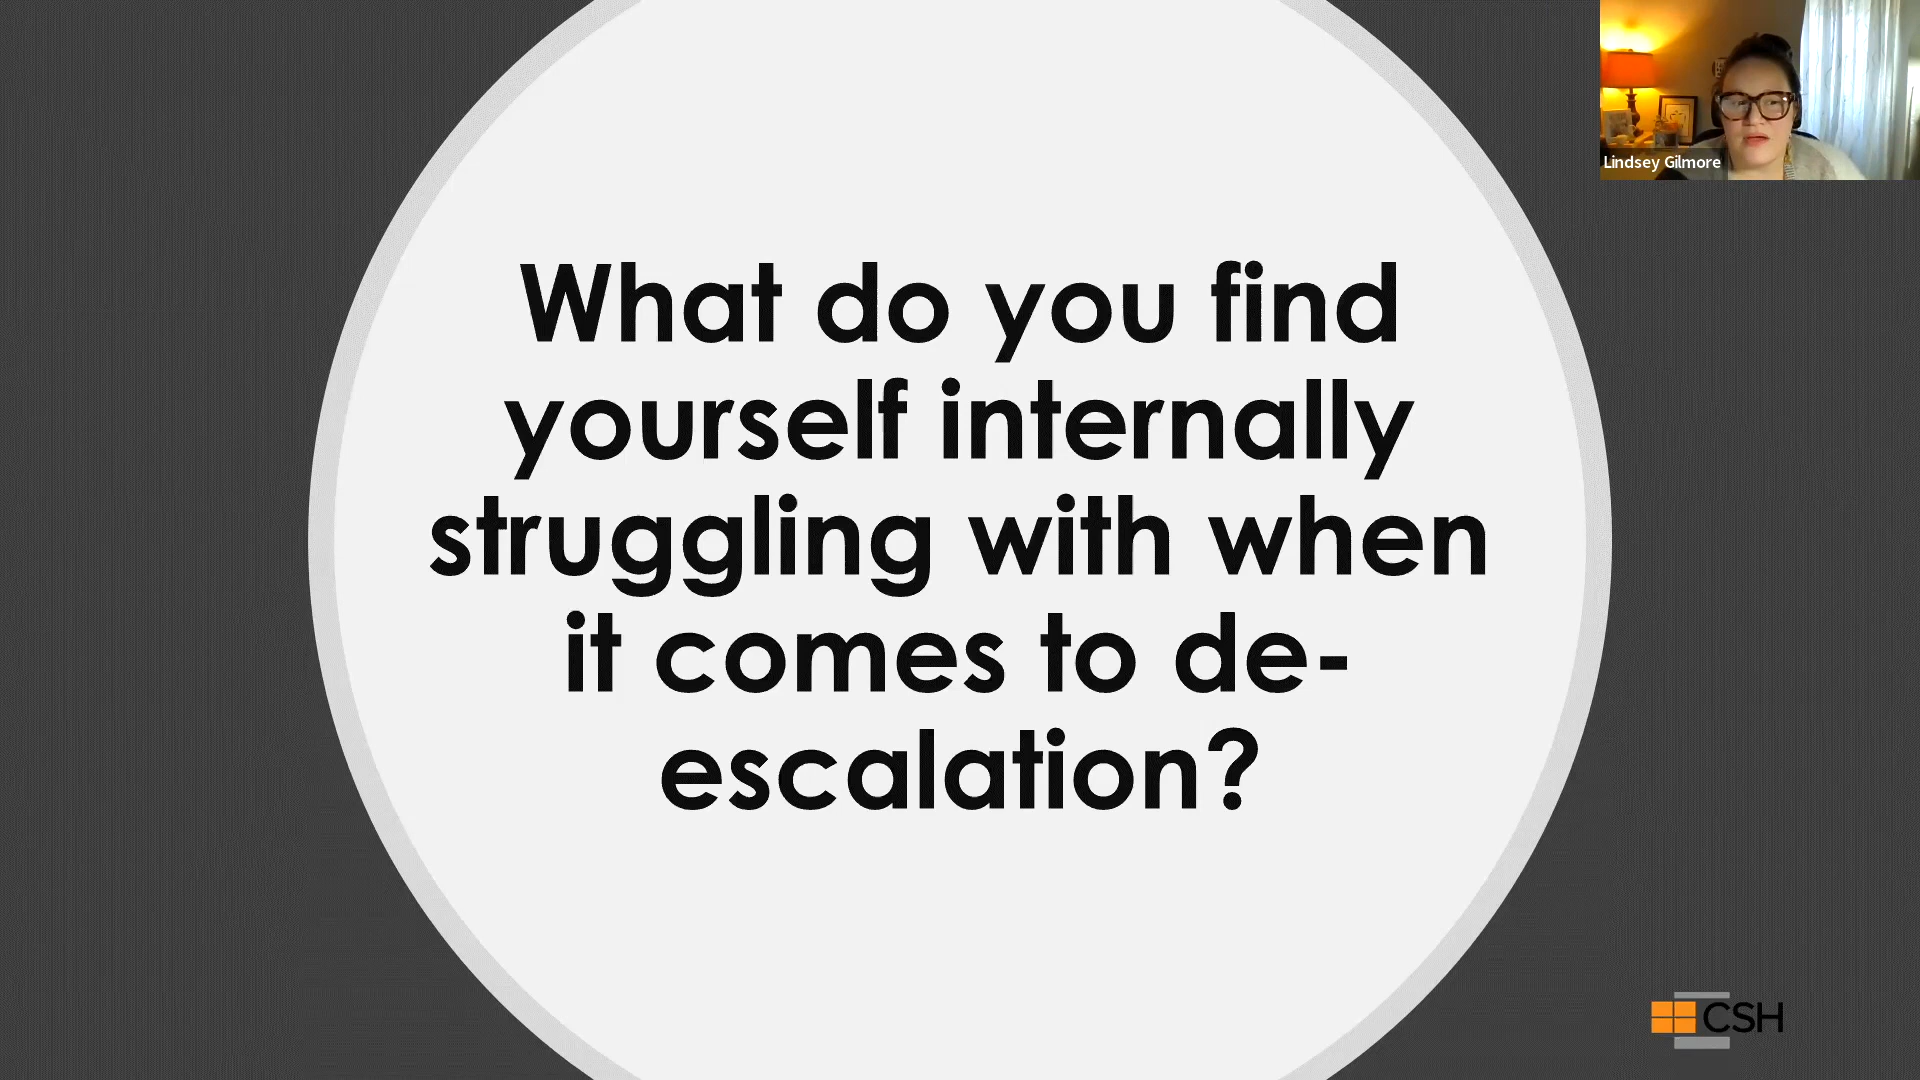 Lindsey Gilmore
What do you find
yourself internally
struggling with when
it comes to de-
escalation?
CSH